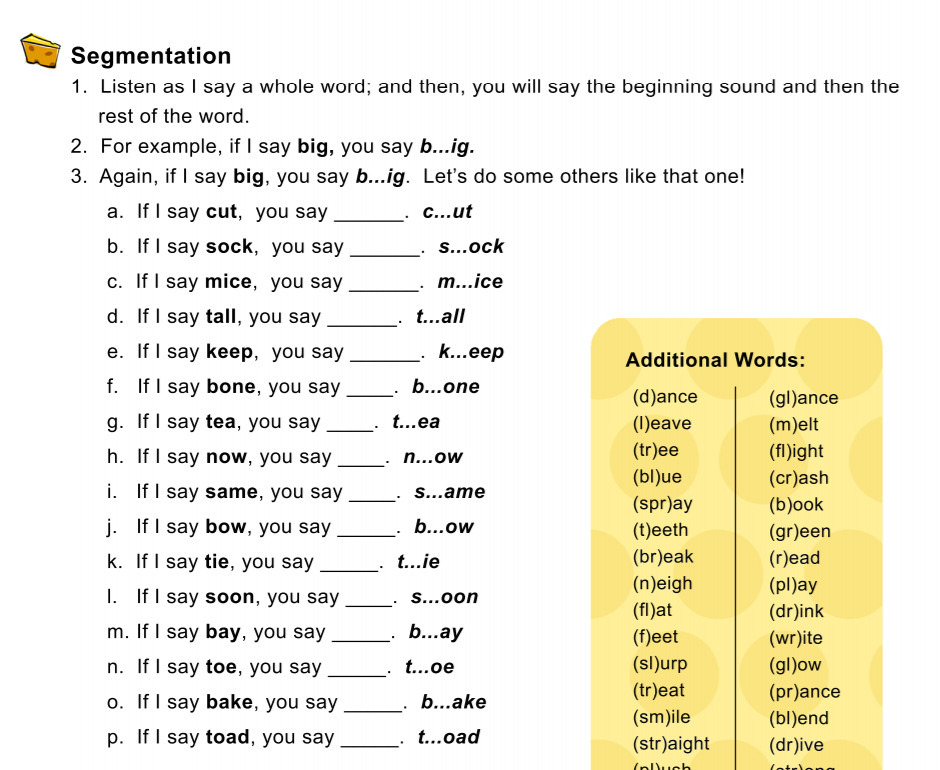 Segmentation
1. Listen as I say a whole word; and then, you will say the beginning sound and then the
rest of the word.
2. For example, if I say big, you say b...ig.
3. Again, if I say big, you say b...ig. Let's do some others like that one!
a. If I say cut, you say ______. c...ut
b. If I say sock, you say ______. s...ock
c. If I say mice, you say ______. m...ice
d. If I say tall, you say ______. t...all
e. If I say keep, you say ______. k...eep
f. If I say bone, you say ____. b...one
g. If I say tea, you say ____. t...ea
h. If I say now, you say ____. n...ow
i. If I say same, you say ____. s...ame
j. If I say bow, you say _____. b...ow
k. If I say tie, you say _____. t...ie
l. If I say soon, you say ____. s...oon
m. If I say bay, you say _____. b...ay
n. If I say toe, you say _____. t...oe
o. If I say bake, you say _____. b...ake
p. If I say toad, you say _____. t...oad
Additional Words:
(d)ance
(l)eave
(tr)ee
(bl)ue
(spr)ay
(t)eeth
(br)eak
(n)eigh
(fl)at
(f)eet
(sl)urp
(tr)eat
(sm)ile
(str)aight
(pl)ush
(gl)ance
(m)elt
(fl)ight
(cr)ash
(b)ook
(gr)een
(r)ead
(pl)ay
(dr)ink
(wr)ite
(gl)ow
(pr)ance
(bl)end
(dr)ive
(str)ong